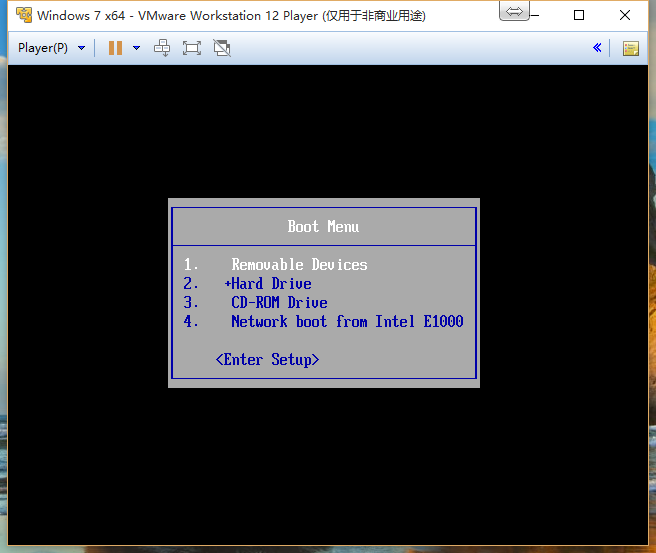 Windows 7 x64 - VMware Workstation 12 Player (仅用于非商业用途)
Player(P)
Boot Menu
1. Removable Devices
2. +Hard Drive
3. CD-ROM Drive
4. Network boot from Intel E1000
<Enter Setup>